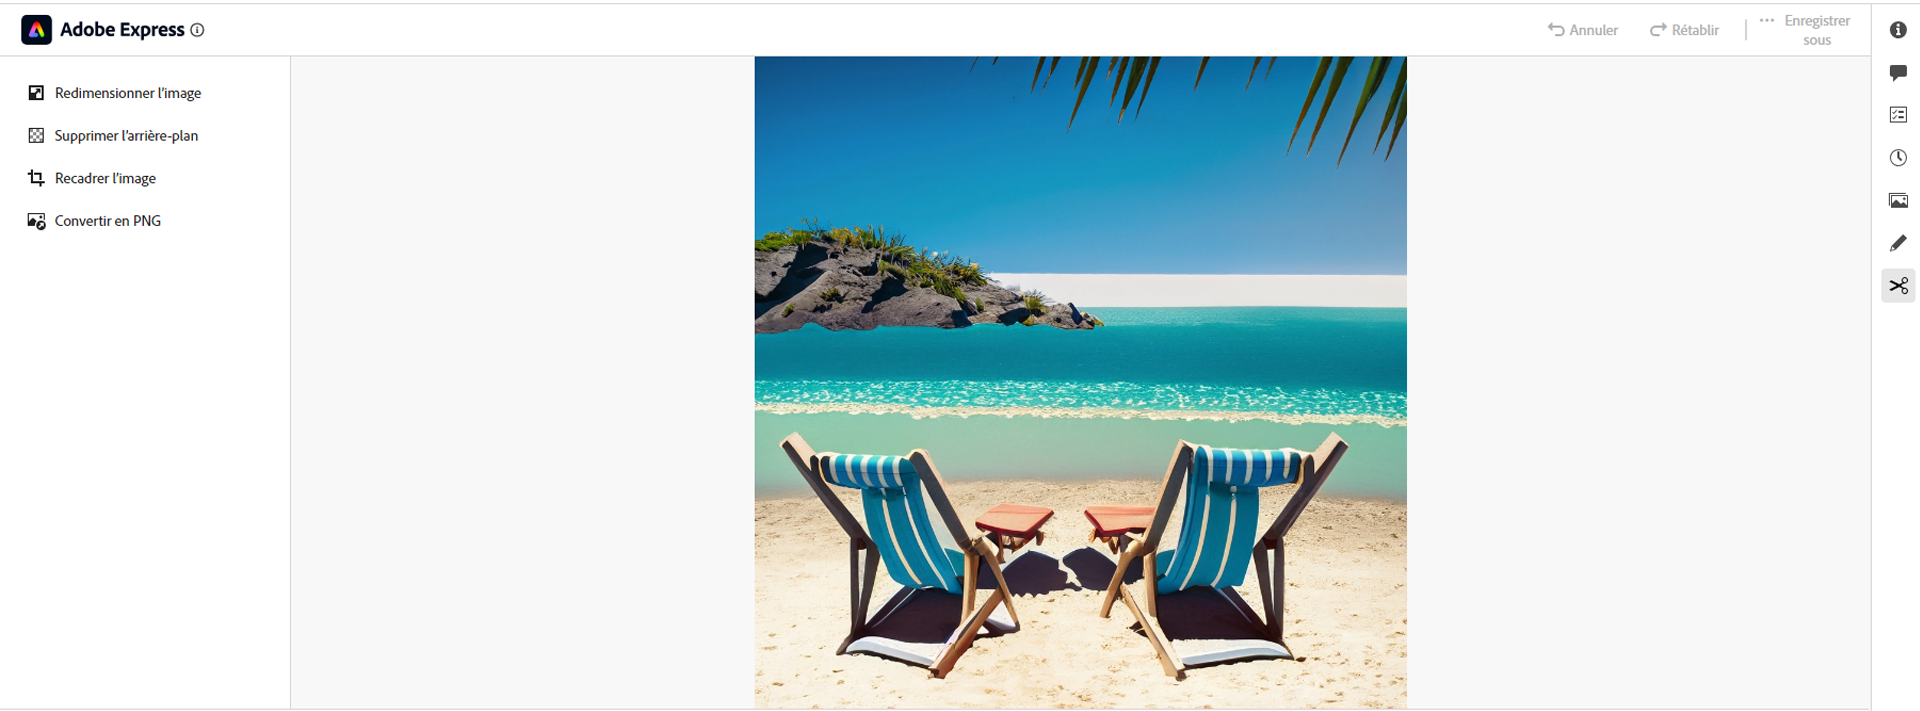 Adobe Express
Annuler
Rétablir
Enregistrer
sous
Redimensionner l'image
Supprimer l'arrière-plan
Recadrer l'image
Convertir en PNG